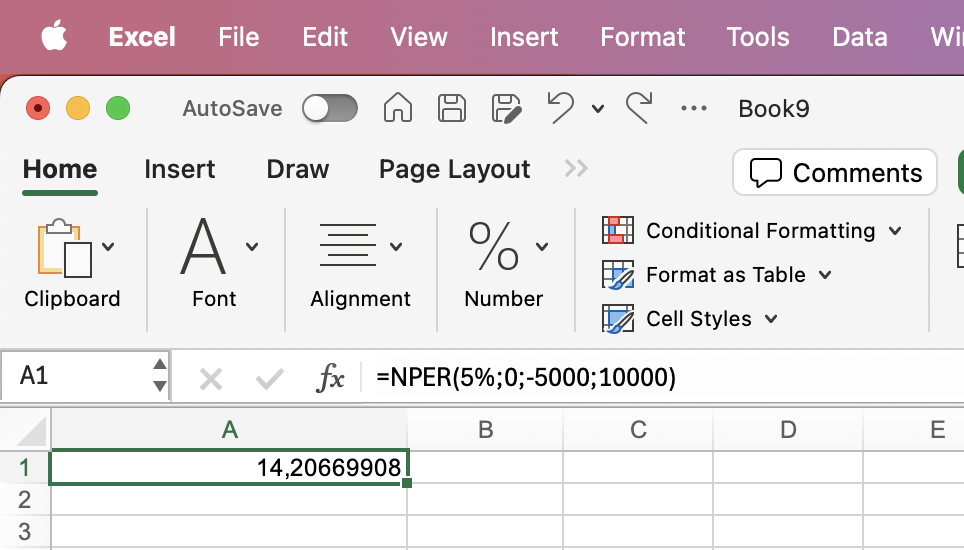 Excel File Edit View Insert Format Tools Data
AutoSave Book9
Home Insert Draw Page Layout Comments
Clipboard Font Alignment Number
Conditional Formatting
Format as Table
Cell Styles
A1 fx =NPER(5%;0;-5000;10000)
A B C D E
1 14,20669908
2
3